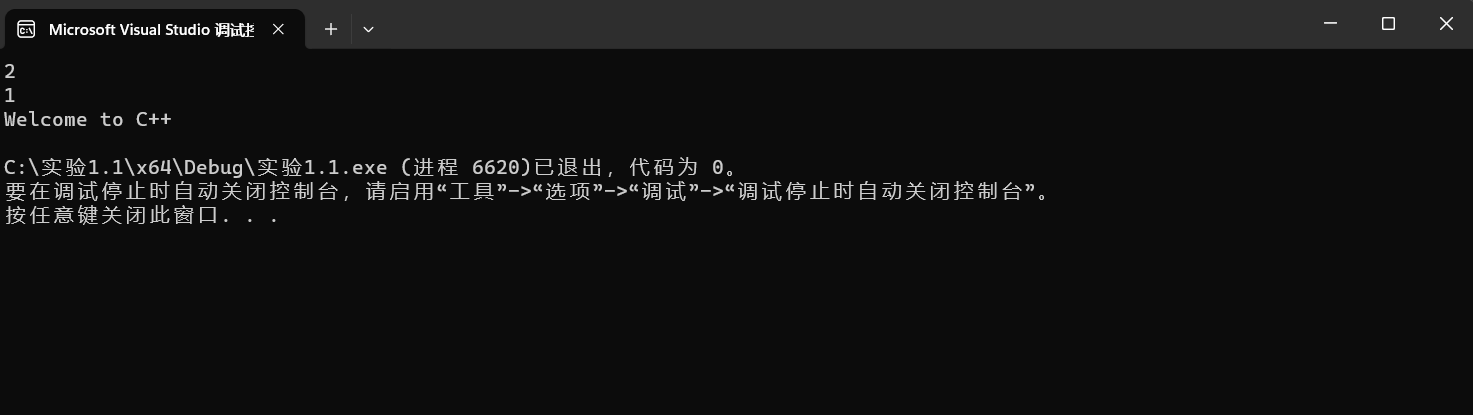 Microsoft Visual Studio 调试
2
1
Welcome to C++
C:\实验1.1\x64\Debug\实验1.1.exe (进程 6620)已退出，代码为 0。
要在调试停止时自动关闭控制台，请启用“工具”->“选项”->“调试”->“调试停止时自动关闭控制台”。
按任意键关闭此窗口. . .